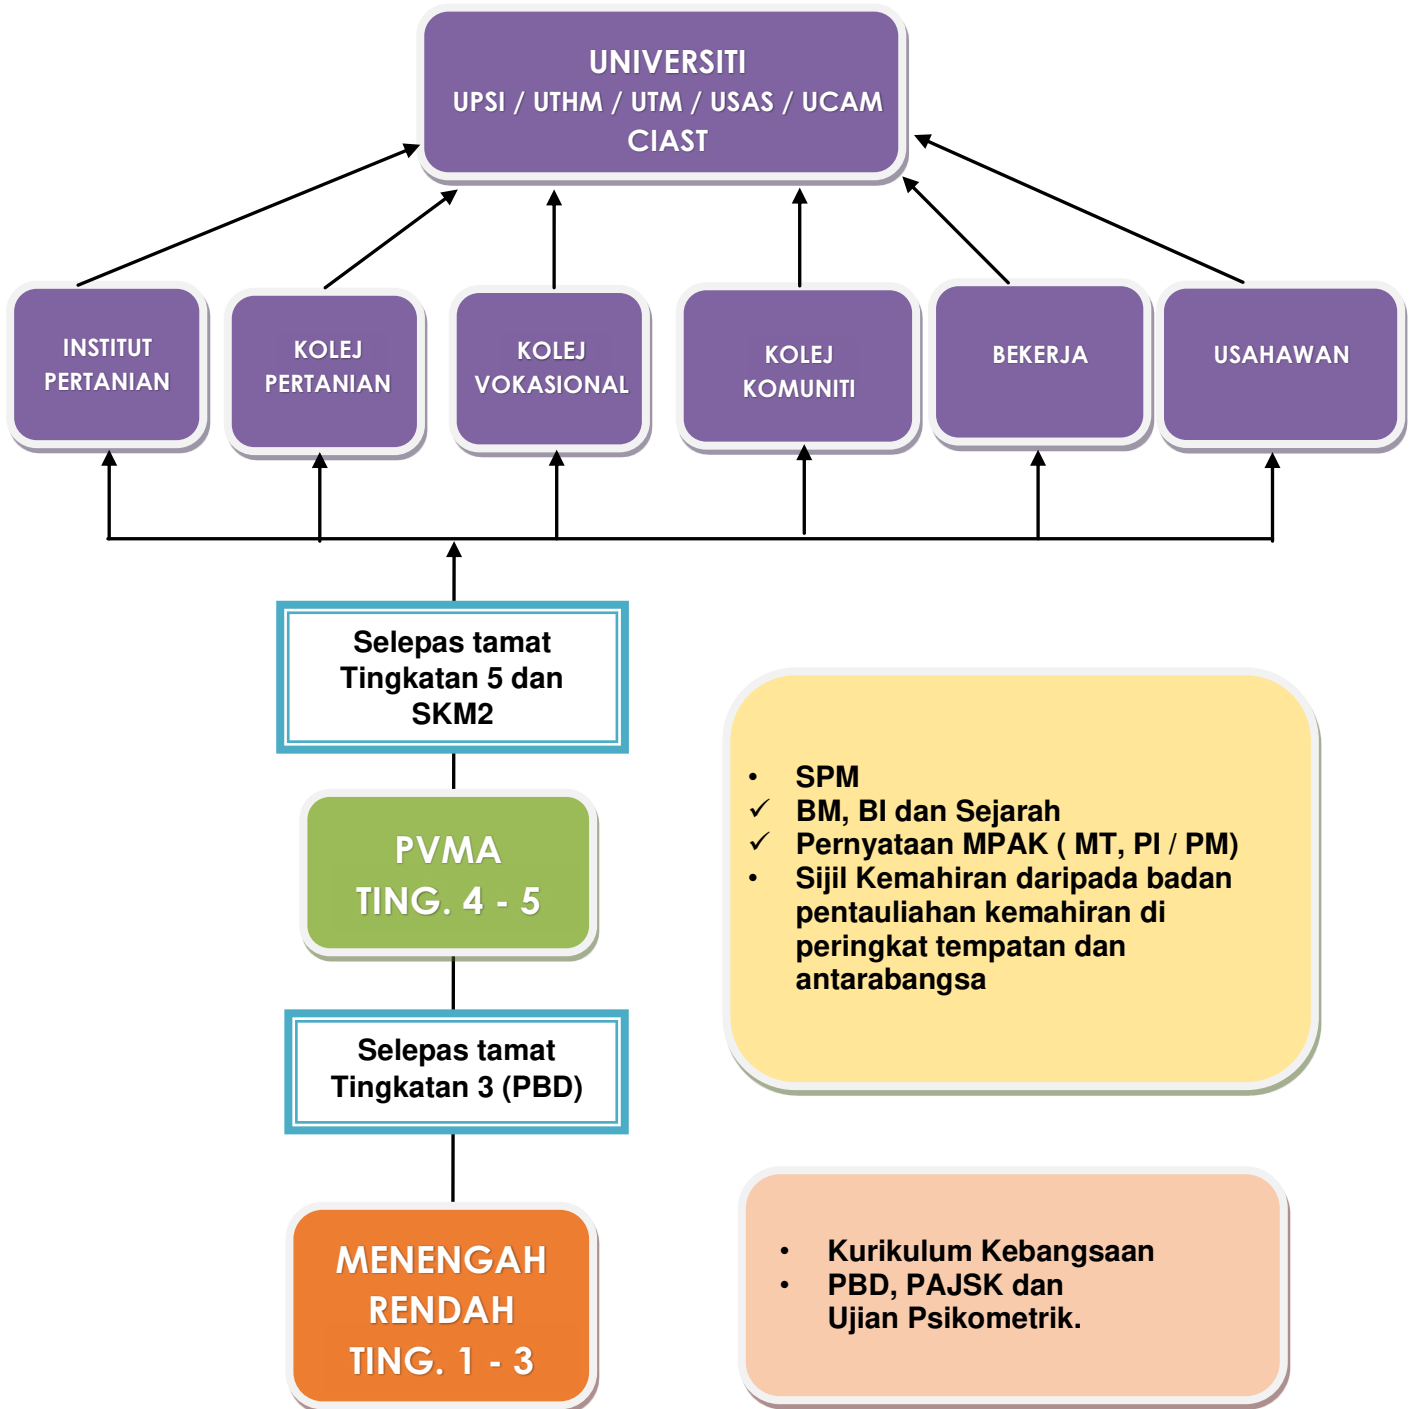 UNIVERSITI
UPSI / UTHM / UTM / USAS / UCAM
CIAST
INSTITUT
PERTANIAN
KOLEJ
PERTANIAN
KOLEJ
VOKASIONAL
KOLEJ
KOMUNITI
BEKERJA
USAHAWAN
Selepas tamat
Tingkatan 5 dan
SKM2
PVMA
TING. 4 - 5
• SPM
✓ BM, BI dan Sejarah
✓ Pernyataan MPAK ( MT, PI / PM)
• Sijil Kemahiran daripada badan
pentauliahan kemahiran di
peringkat tempatan dan
antarabangsa
Selepas tamat
Tingkatan 3 (PBD)
MENENGAH
RENDAH
TING. 1 - 3
• Kurikulum Kebangsaan
• PBD, PAJSK dan
Ujian Psikometrik.